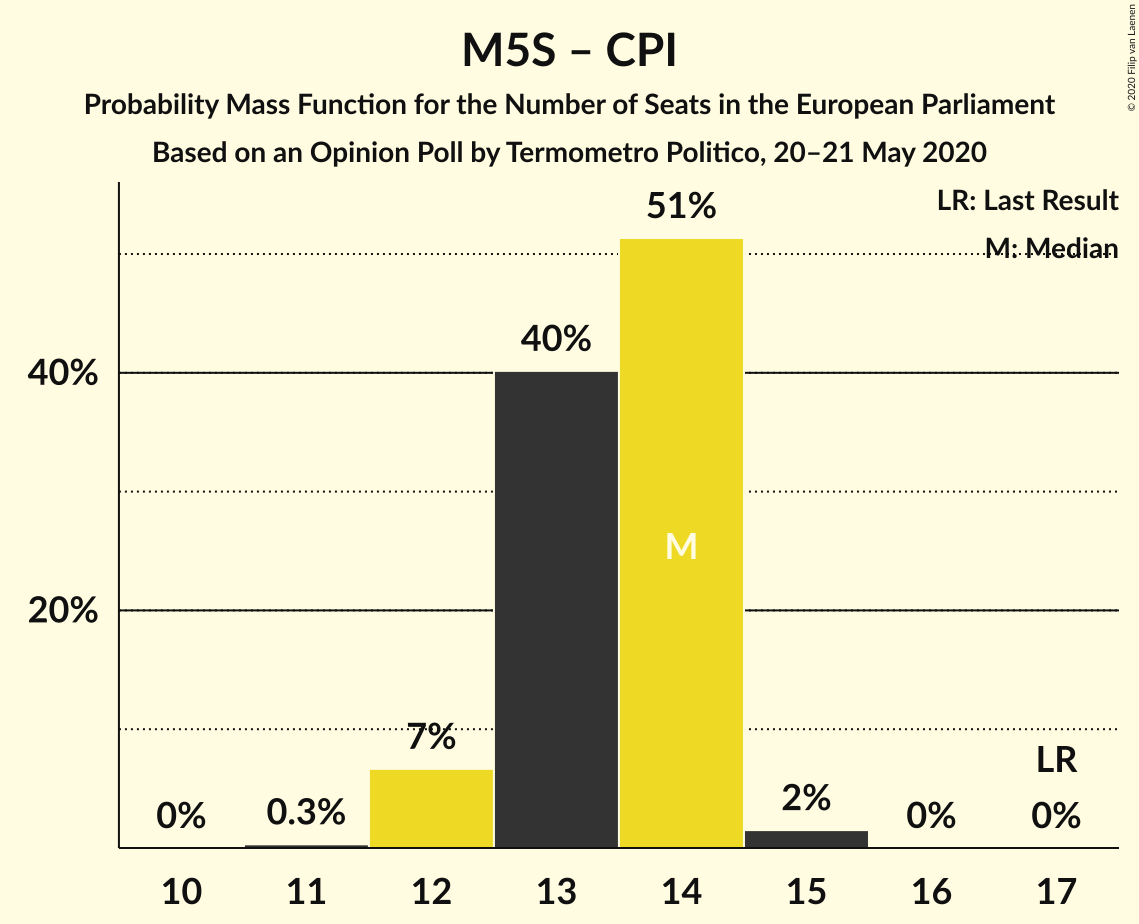 M5S – CPI
Probability Mass Function for the Number of Seats in the European Parliament
Based on an Opinion Poll by Termometro Politico, 20–21 May 2020
© 2020 Filip van Laenen
LR: Last Result
M: Median
51%
40%
40%
M
20%
7%
LR
0%
0.3%
2%
0%
0%
10
11
12
13
14
15
16
17